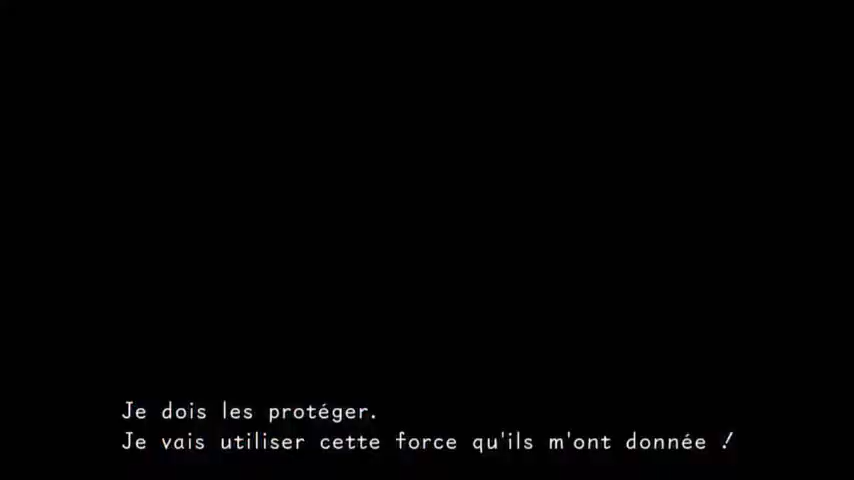 Je dois les protéger.
Je vais utiliser cette force qu'ils m'ont donnée !